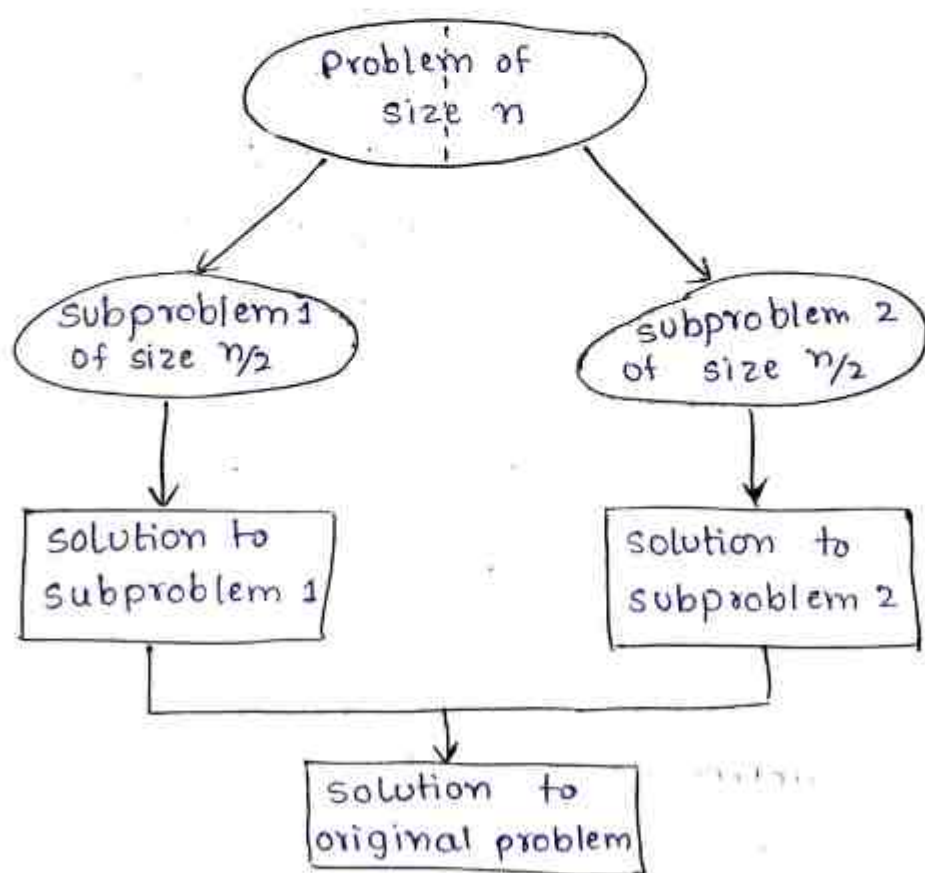 Problem of
size n
subproblem 1
of size n/2
subproblem 2
of size n/2
solution to
subproblem 1
solution to
subproblem 2
solution to
original problem